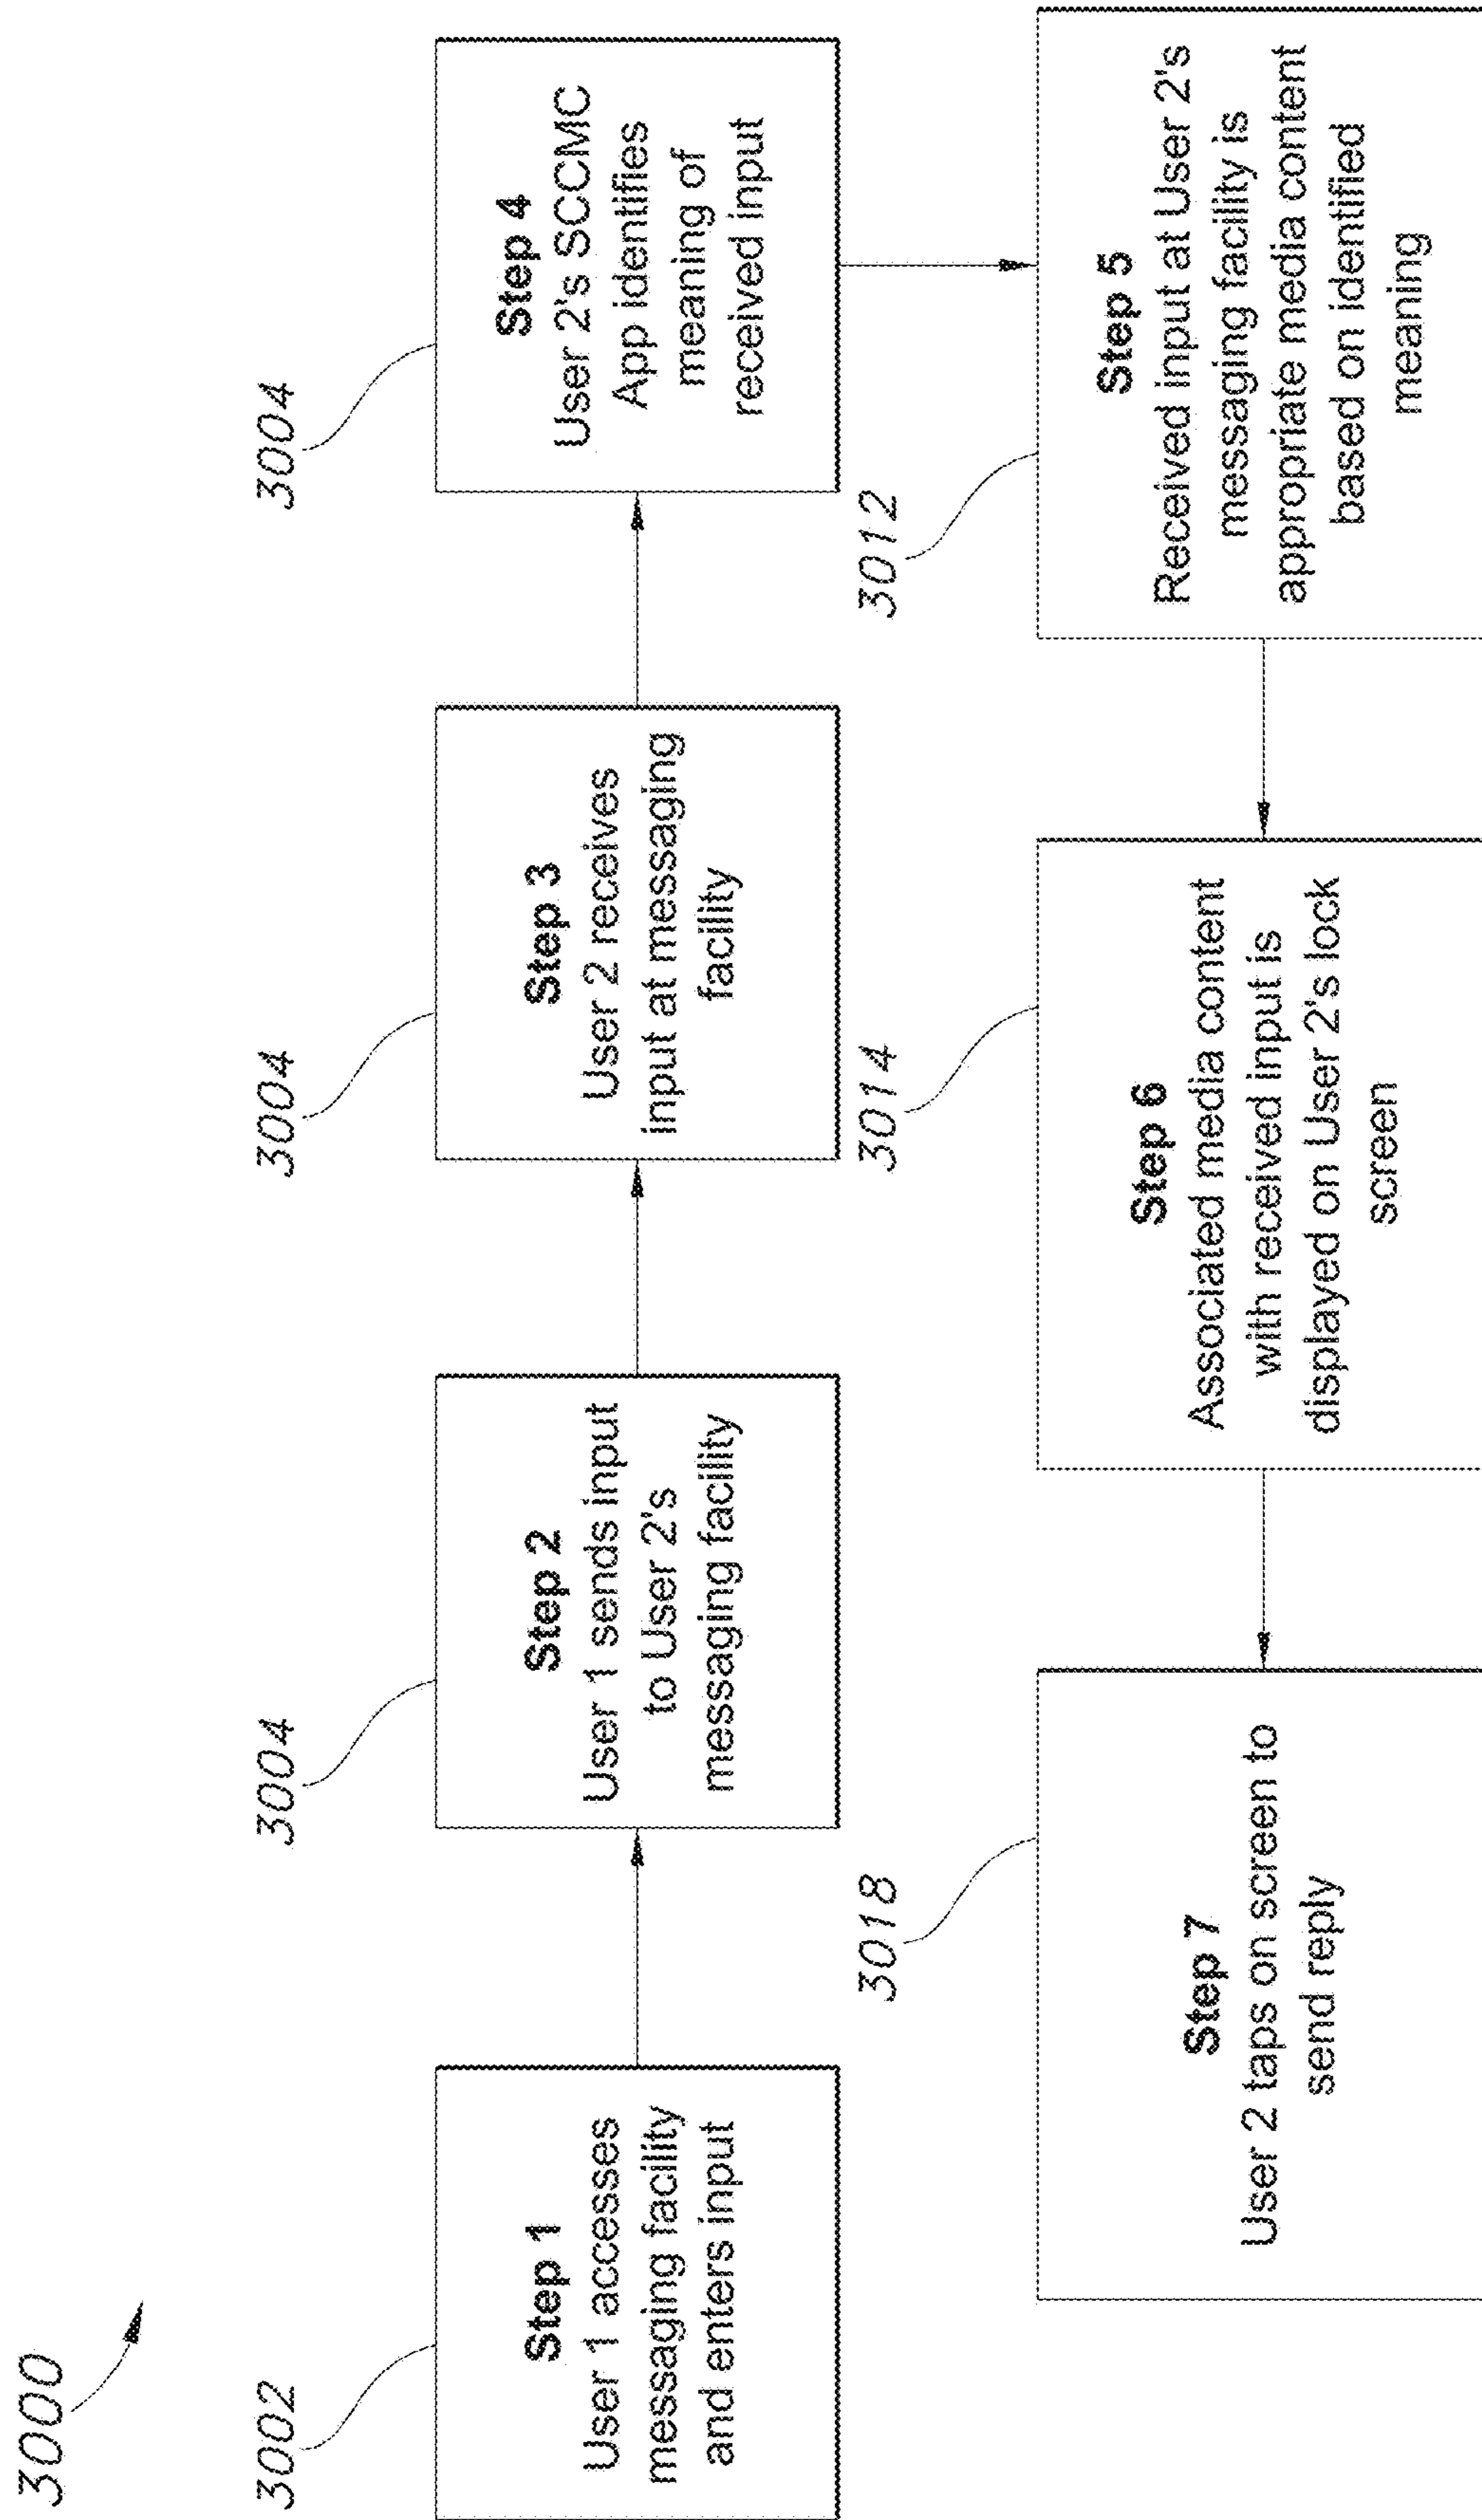 3000
3002
Step 1
User 1 accesses
messaging facility
and enters input
3004
Step 2
User 1 sends input
to User 2's
messaging facility
3004
Step 3
User 2 receives
input at messaging
facility
3004
Step 4
User 2's SCCMC
App identifies
meaning of
received input
3012
Step 5
Received input at User 2's
messaging facility is
appropriate media content
based on identified
meaning
3014
Step 6
Associated media content
with received input is
displayed on User 2's lock
screen
3018
Step 7
User 2 taps on screen to
send reply